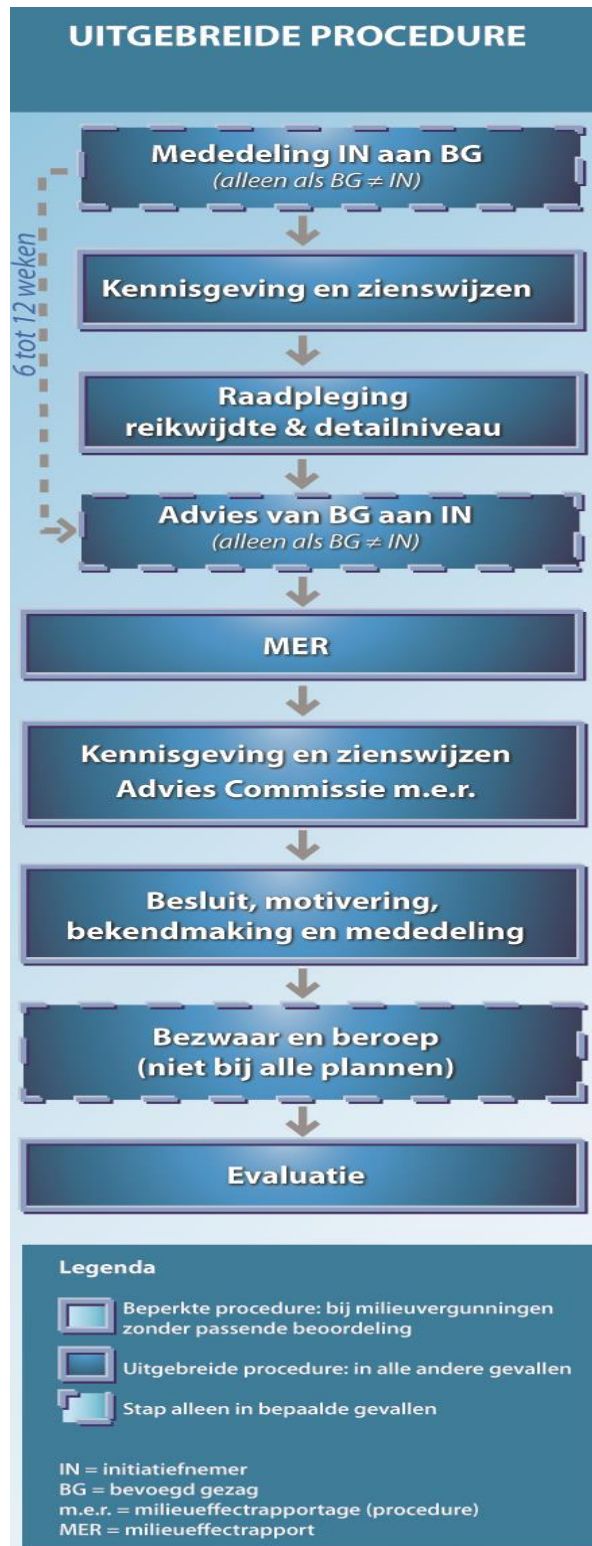 UITGEBREIDE PROCEDURE
Mededeling IN aan BG
(alleen als BG ≠ IN)
6 tot 12 weken
Kennisgeving en zienswijzen
Raadpleging
reikwijdte & detailniveau
Advies van BG aan IN
(alleen als BG ≠ IN)
MER
Kennisgeving en zienswijzen
Advies Commissie m.e.r.
Besluit, motivering,
bekendmaking en mededeling
Bezwaar en beroep
(niet bij alle plannen)
Evaluatie
Legenda
Beperkte procedure: bij milieuvergunningen
zonder passende beoordeling
Uitgebreide procedure: in alle andere gevallen
Stap alleen in bepaalde gevallen
IN = initiatiefnemer
BG = bevoegd gezag
m.e.r. = milieueffectrapportage (procedure)
MER = milieueffectrapport